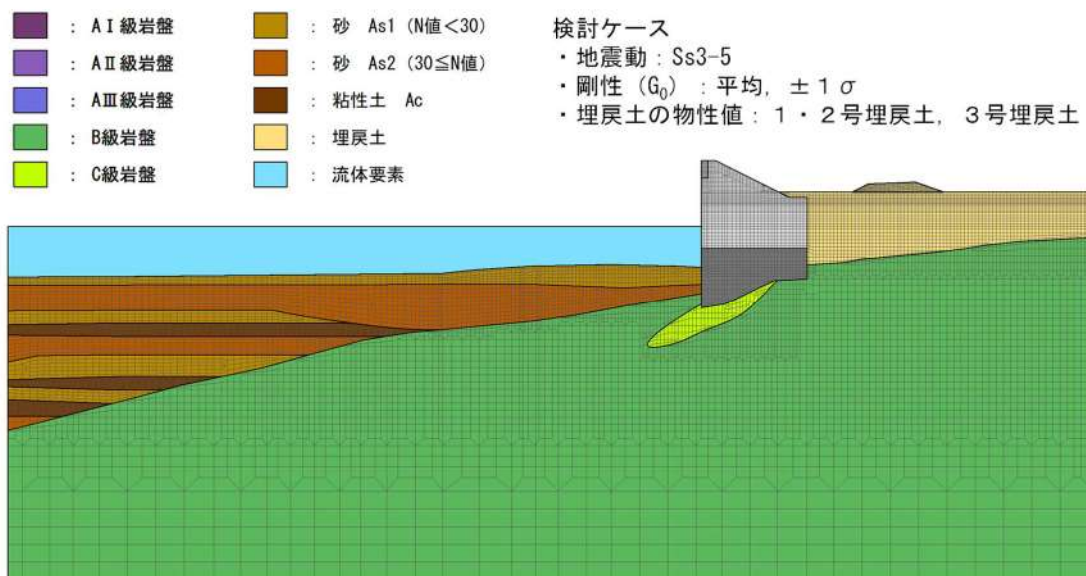 : AⅠ級岩盤
: AⅡ級岩盤
: AⅢ級岩盤
: B級岩盤
: C級岩盤
: 砂 As1 (N値<30)
: 砂 As2 (30≦N値)
: 粘性土 Ac
: 埋戻土
: 流体要素
検討ケース
・地震動：Ss3-5
・剛性（G₀）：平均，±1σ
・埋戻土の物性値：1・2号埋戻土，3号埋戻土